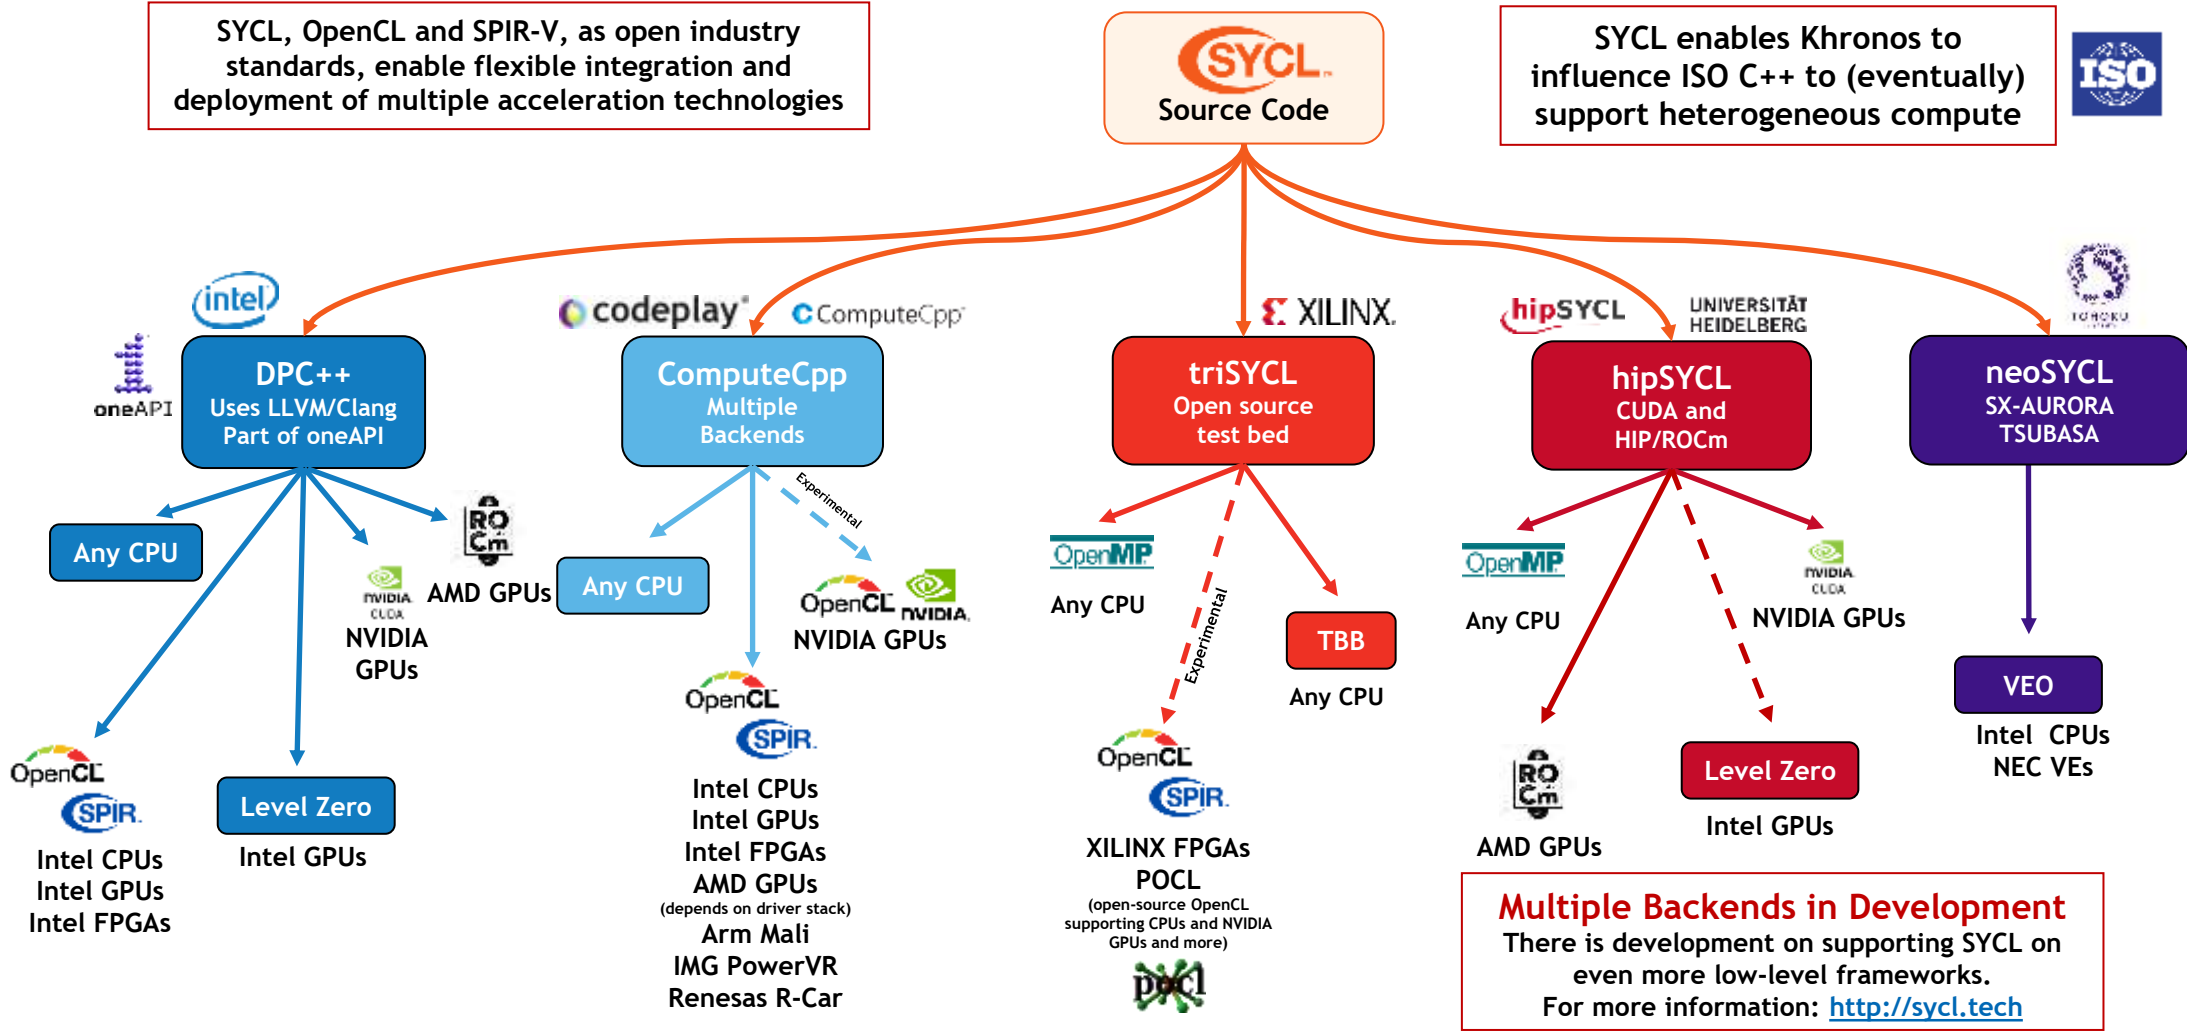 SYCL, OpenCL and SPIR-V, as open industry
standards, enable flexible integration and
deployment of multiple acceleration technologies
SYCL
Source Code
SYCL enables Khronos to
influence ISO C++ to (eventually)
support heterogeneous compute
ISO
intel
oneAPI
DPC++
Uses LLVM/Clang
Part of oneAPI
codeplay
ComputeCpp
ComputeCpp
Multiple
Backends
XILINX
triSYCL
Open source
test bed
hipSYCL
UNIVERSITÄT
HEIDELBERG
hipSYCL
CUDA and
HIP/ROCm
TOHOKU
neoSYCL
SX-AURORA
TSUBASA
Any CPU
NVIDIA
CUDA
NVIDIA
GPUs
ROCm
AMD GPUs
OpenCL
SPIR
Intel CPUs
Intel GPUs
Intel FPGAs
Level Zero
Intel GPUs
Any CPU
Experimental
OpenCL
NVIDIA
NVIDIA GPUs
OpenCL
SPIR
Intel CPUs
Intel GPUs
Intel FPGAs
AMD GPUs
(depends on driver stack)
Arm Mali
IMG PowerVR
Renesas R-Car
OpenMP
Any CPU
Experimental
TBB
Any CPU
OpenCL
SPIR
XILINX FPGAs
POCL
(open-source OpenCL
supporting CPUs and NVIDIA
GPUs and more)
pocl
OpenMP
Any CPU
NVIDIA
CUDA
NVIDIA GPUs
ROCm
AMD GPUs
Level Zero
Intel GPUs
VEO
Intel CPUs
NEC VEs
Multiple Backends in Development
There is development on supporting SYCL on
even more low-level frameworks.
For more information: http://sycl.tech